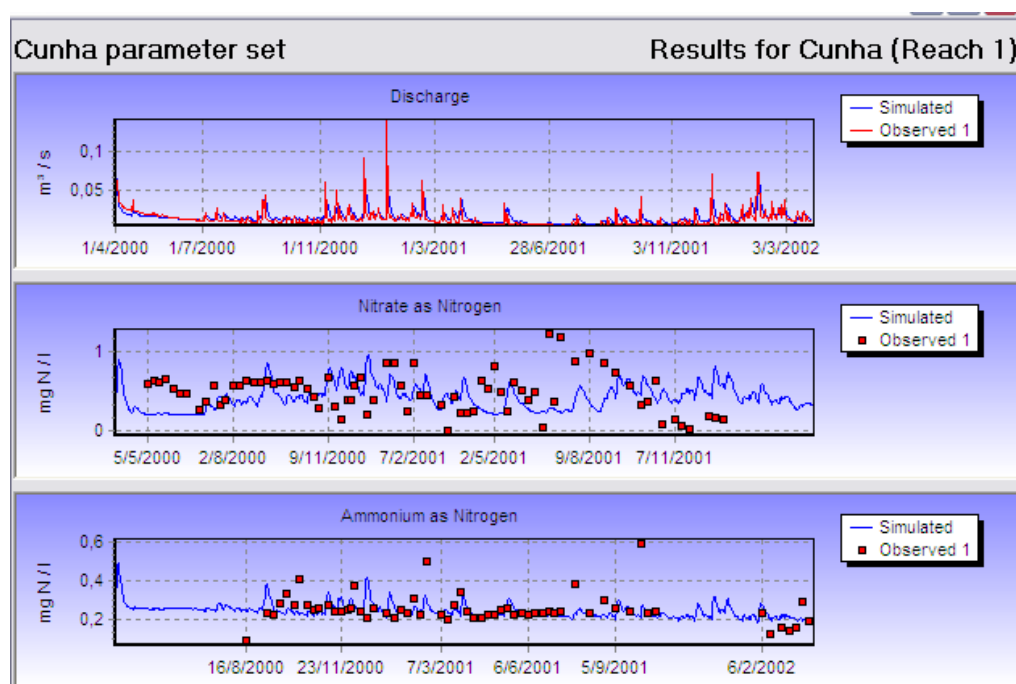 Cunha parameter set
Results for Cunha (Reach 1)
Discharge
Simulated
Observed 1
m³ / s
0,1
0,05
1/4/2000 1/7/2000 1/11/2000 1/3/2001 28/6/2001 3/11/2001 3/3/2002
Nitrate as Nitrogen
Simulated
Observed 1
mg N / l
1
0
5/5/2000 2/8/2000 9/11/2000 7/2/2001 2/5/2001 9/8/2001 7/11/2001
Ammonium as Nitrogen
Simulated
Observed 1
mg N / l
0,6
0,4
0,2
16/8/2000 23/11/2000 7/3/2001 6/6/2001 5/9/2001 6/2/2002